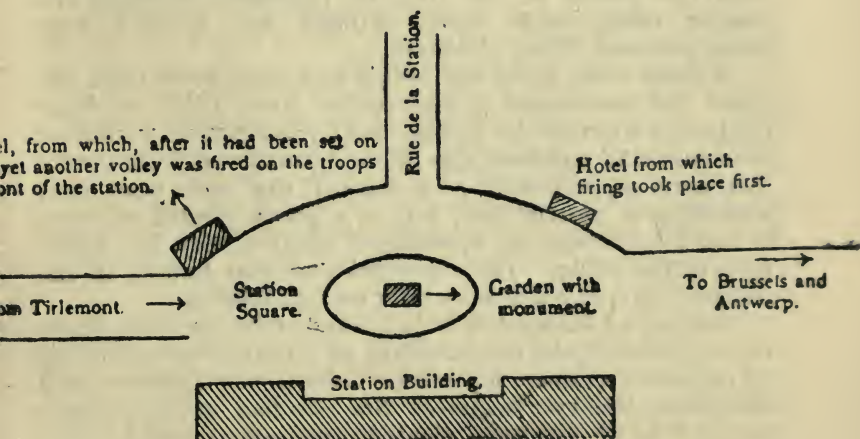 Rue de la Station.
el, from which, after it had been set on
yet another volley was fired on the troops
ont of the station.
Hotel from which
firing took place first.
om Tirlemont.
Station
Square.
Garden with
monument.
To Brussels and
Antwerp.
Station Building.